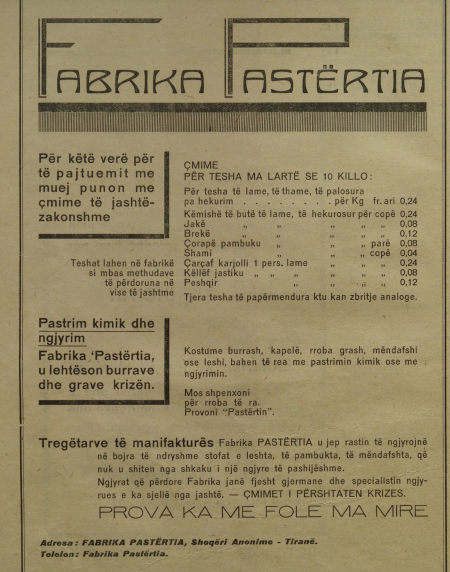 FABRIKA PASTËRTIA
Për këtë verë për
të pajtuemit me
muej punon me
çmime të jashtë-
zakonshme
Teshat lahen në fabrikë
si mbas methudave
të përdoruna në
vise të jashtme
ÇMIME
PËR TESHA MA LARTË SE 10 KILLO:
Për tesha të lame, të thame, të palosura
pa hekurim . . . . . . . . për Kg fr. ari 0,24
Këmishë të butë të lame, të hekurosur për copë 0,24
Jakë „ „ „ „ „ 0,08
Brekë „ „ „ „ „ 0,12
Çorapë pambuku „ „ „ parë 0,08
Shami „ „ „ copë 0,04
Çarçaf karjolli 1 pers. lame „ „ „ 0,24
Këllëf jastiku „ „ „ „ „ „ 0,08
Peshqir „ „ „ „ 0,12
Tjera tesha të papërmendura ktu kan zbritje analoge.
Pastrim kimik dhe
ngjyrim
Fabrika 'Pastërtia,
u lehtëson burrave
dhe grave krizën.
Kostume burrash, kapelë, rroba grash, mëndafshi
ose leshi, bahen të rea me pastrimin kimik ose me
ngjyrimin.
Mos shpenxoni
për rroba të ra.
Provoni “Pastërtin”.
Tregëtarve të manifakturës Fabrika PASTËRTIA u jep rastin të ngjyrojnë
në bojra të ndryshme stofat e leshta, të pambukta, të mëndafshta, që
nuk u shiten nga shkaku i një ngjyre të pashijëshme.
Ngjyrat që përdore Fabrika janë fjesht gjermane dhe specialistin ngjy-
rues e ka sjellë nga jashtë. — ÇMIMET I PËRSHTATEN KRIZES.
PROVA KA ME FOLE MA MIRE
Adresa: FABRIKA PASTËRTIA, Shoqëri Anonime - Tiranë.
Telefon: Fabrika Pastërtia.